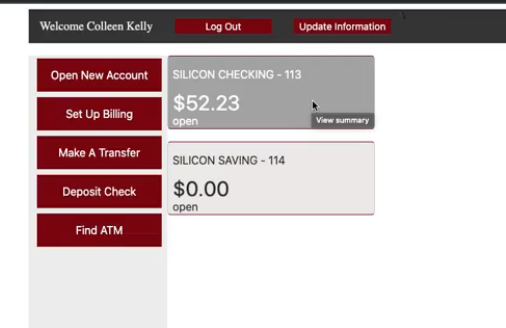 Welcome Colleen Kelly
Log Out
Update Information
Open New Account
Set Up Billing
Make A Transfer
Deposit Check
Find ATM
SILICON CHECKING - 113
$52.23
open
View summary
SILICON SAVING - 114
$0.00
open